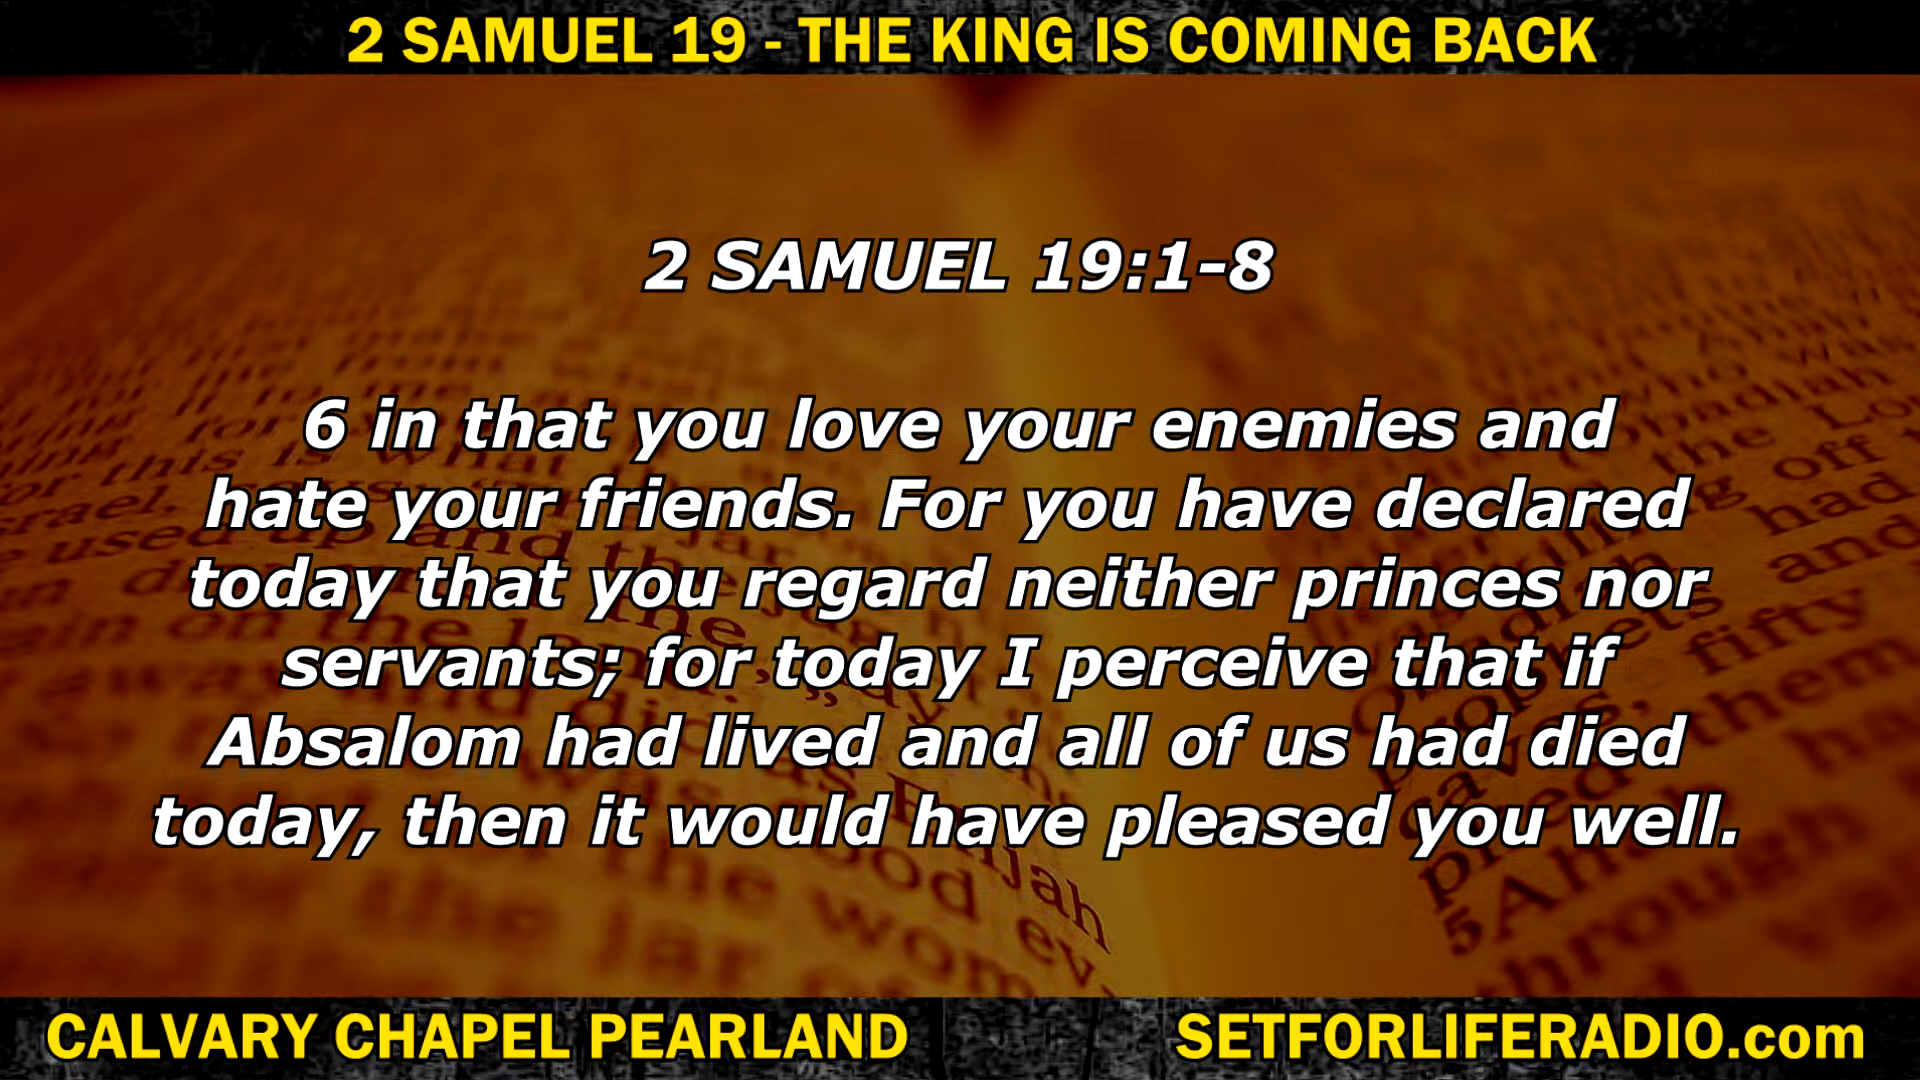 2 SAMUEL 19 - THE KING IS COMING BACK
2 SAMUEL 19:1-8
6 in that you love your enemies and
hate your friends. For you have declared
today that you regard neither princes nor
servants; for today I perceive that if
Absalom had lived and all of us had died
today, then it would have pleased you well.
CALVARY CHAPEL PEARLAND
SETFORLIFERADIO.com